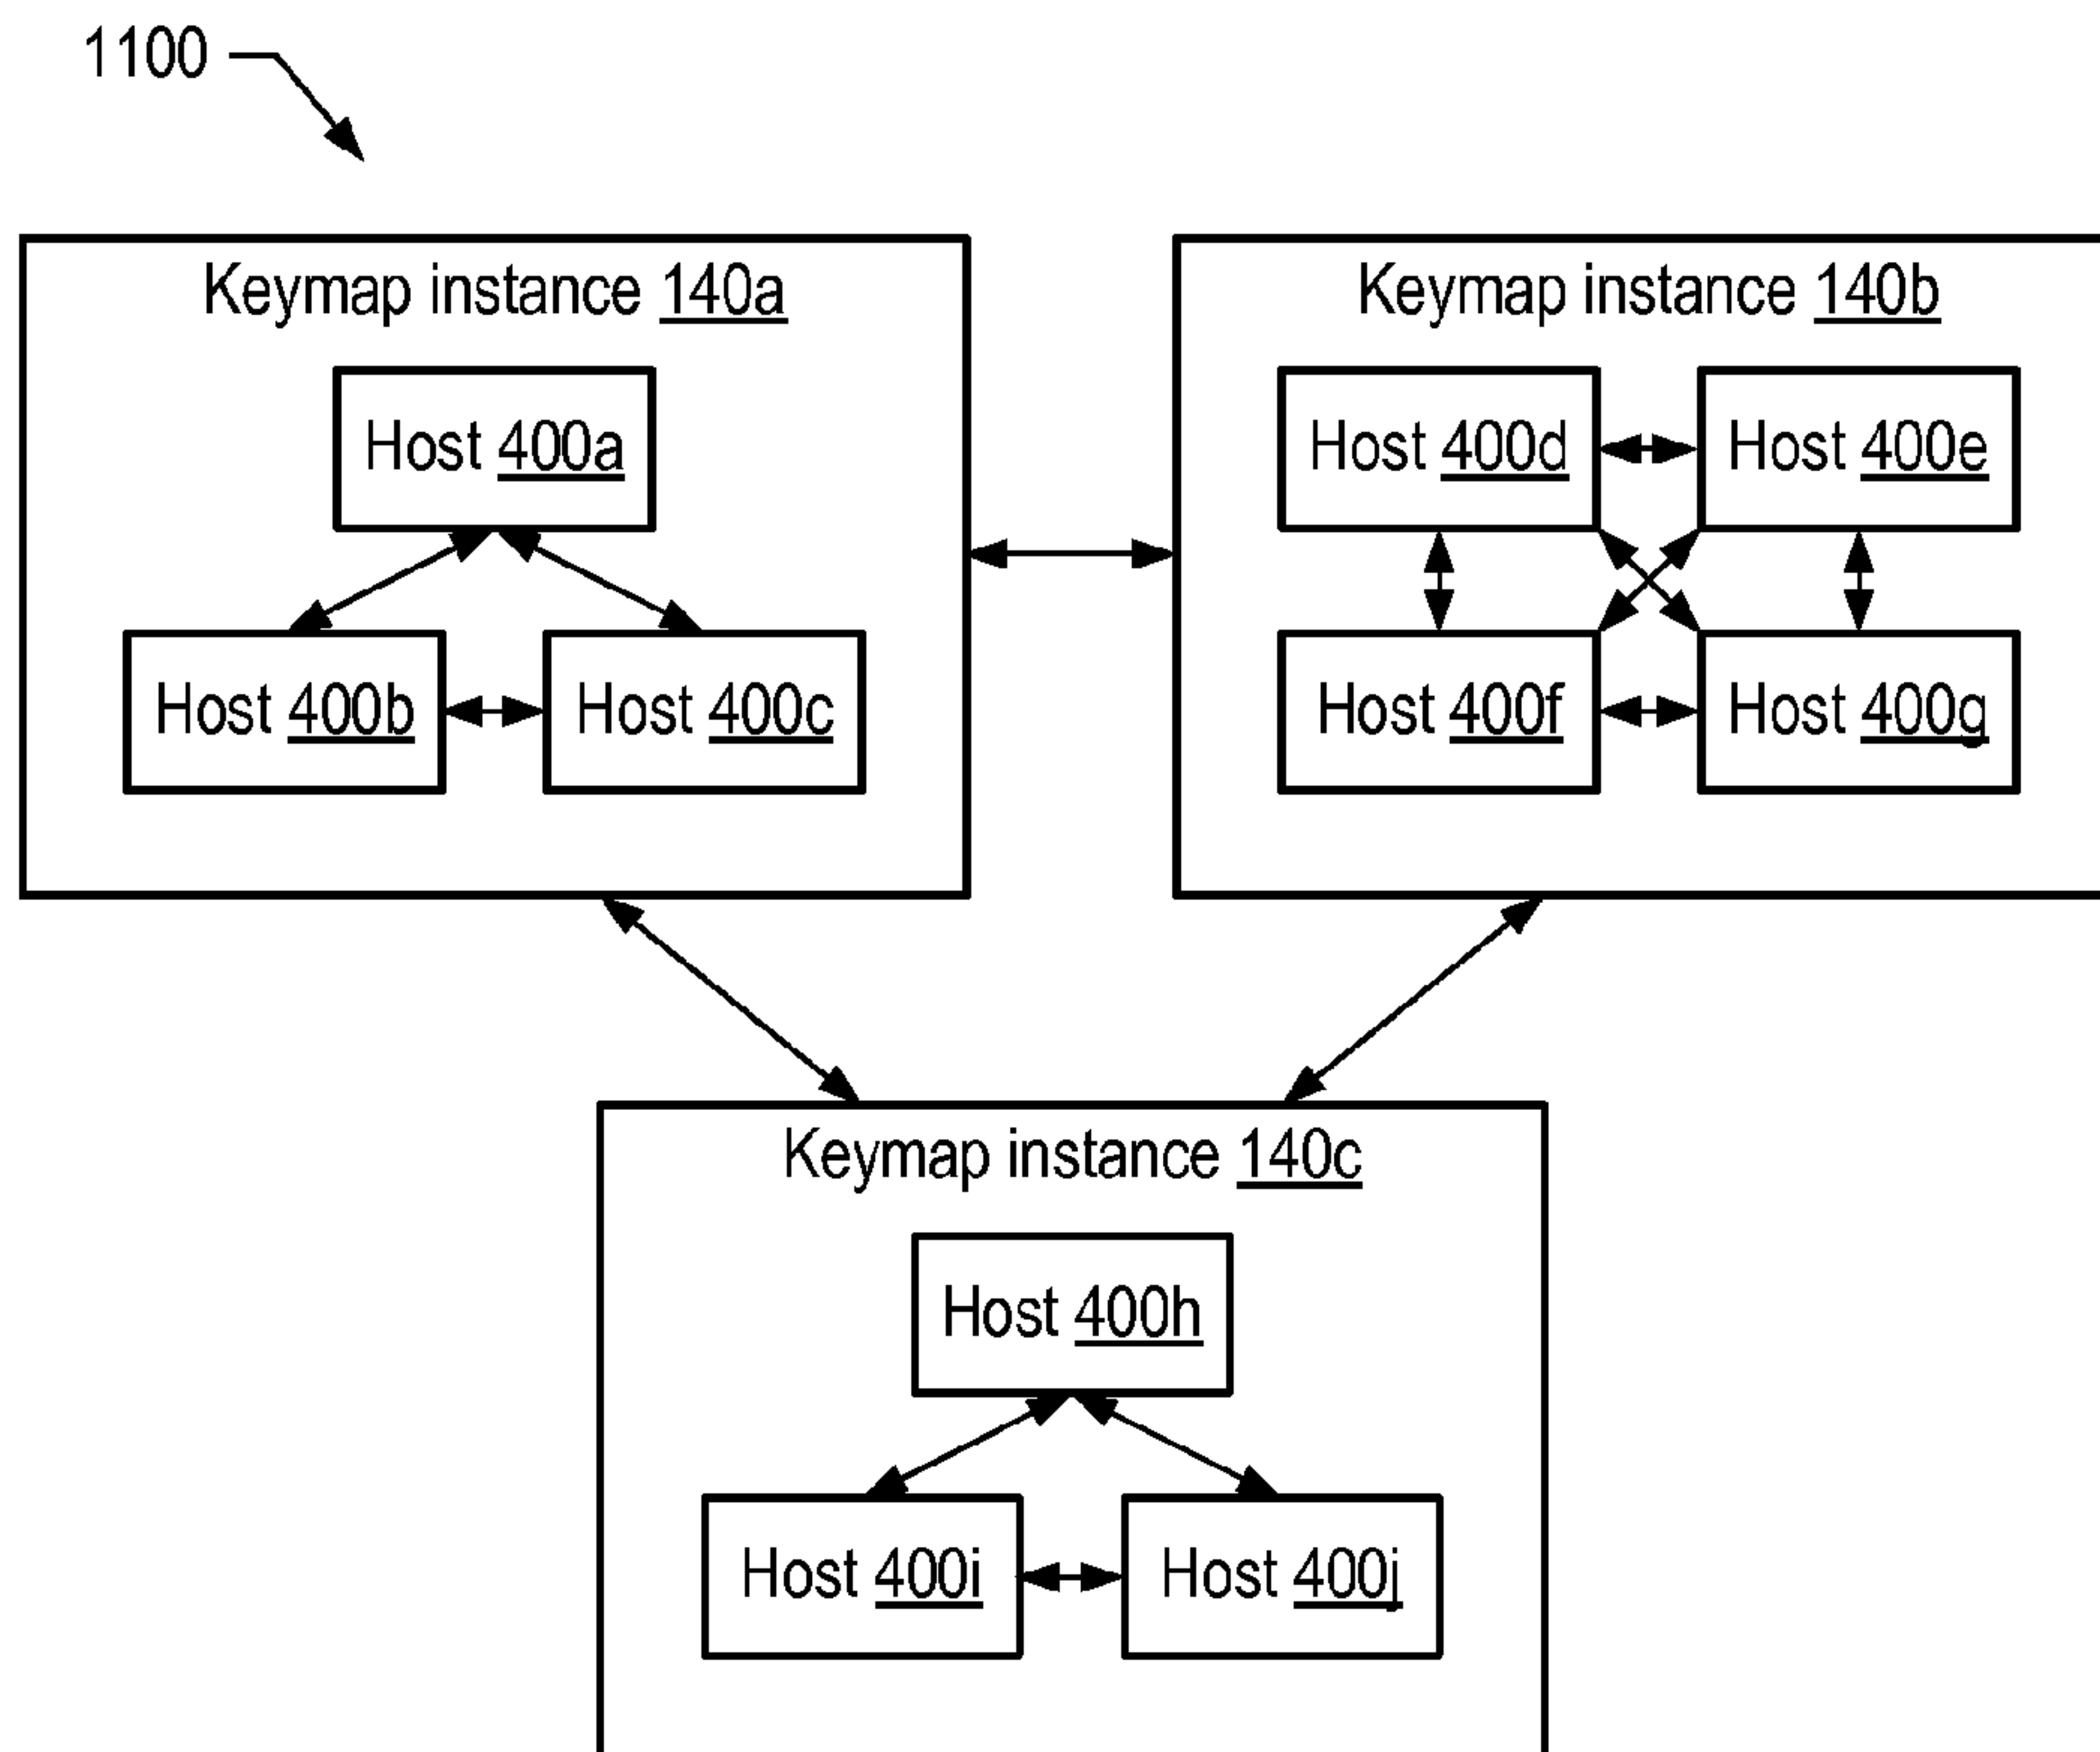 1100
Keymap instance 140a
Host 400a
Host 400b
Host 400c
Keymap instance 140b
Host 400d
Host 400e
Host 400f
Host 400g
Keymap instance 140c
Host 400h
Host 400i
Host 400j